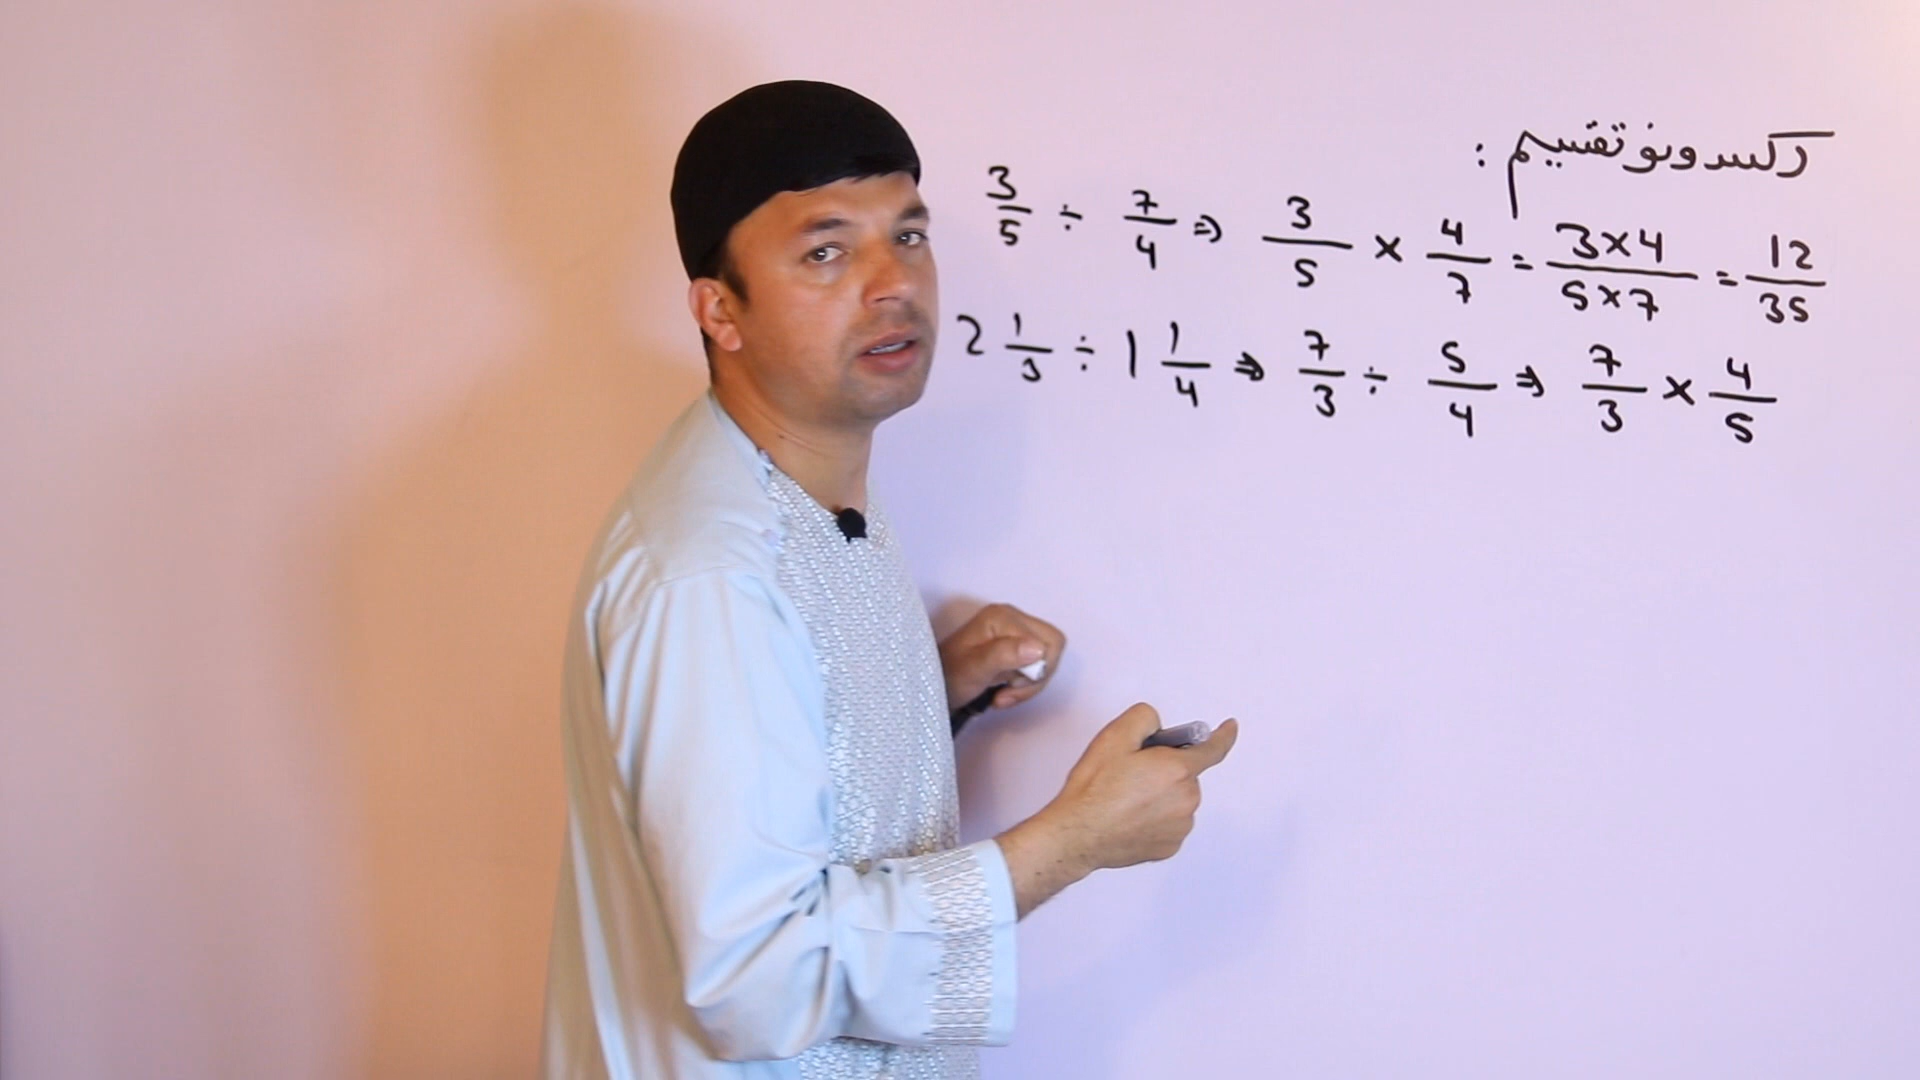 د کسرونو تقسیم :
3/5 ÷ 7/4 ⇒ 3/5 × 4/7 = 3×4/5×7 = 12/35
2 1/3 ÷ 1 1/4 ⇒ 7/3 ÷ 5/4 ⇒ 7/3 × 4/5